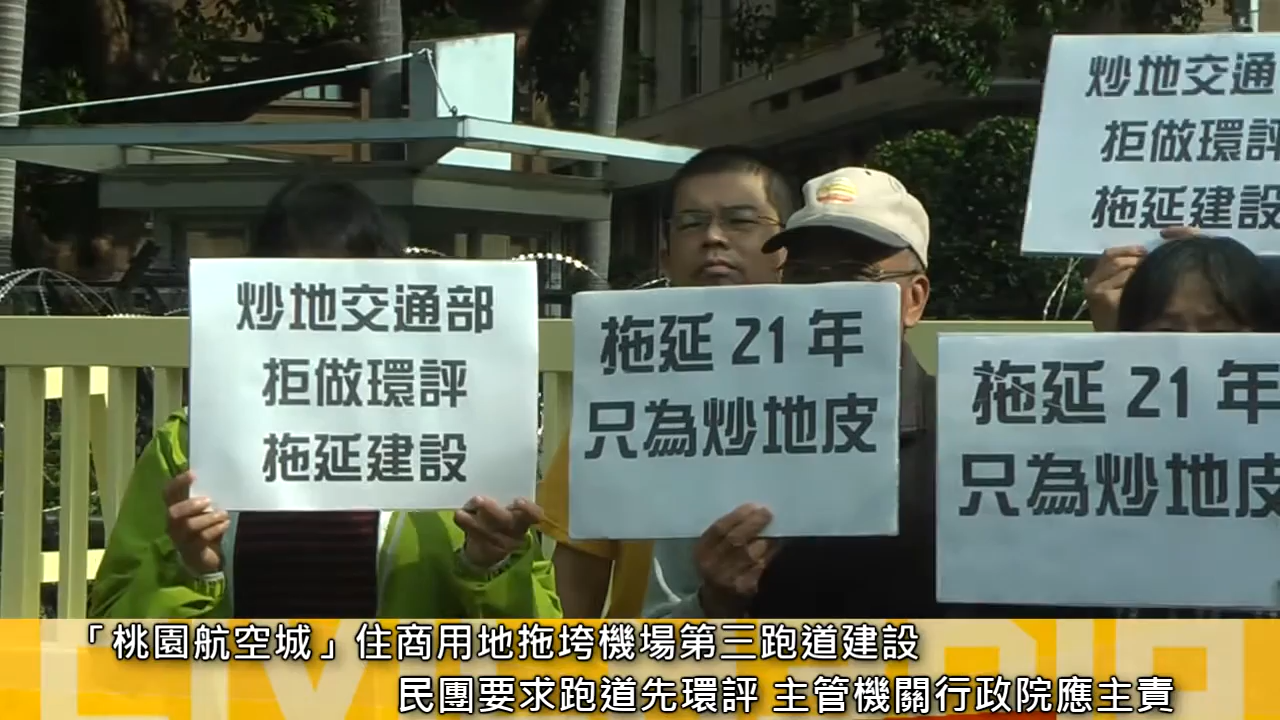 炒地交通部
拒做環評
拖延建設
拖延 21 年
只為炒地皮
炒地交通
拒做環評
拖延建設
拖延 21 年
只為炒地皮
「桃園航空城」住商用地拖垮機場第三跑道建設
民團要求跑道先環評 主管機關行政院應主責